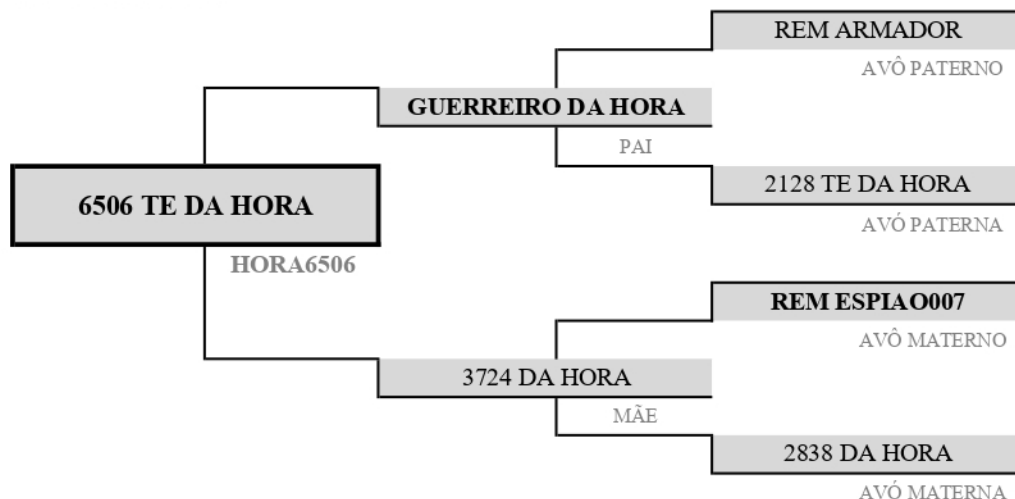 REM ARMADOR
AVÔ PATERNO
GUERREIRO DA HORA
PAI
2128 TE DA HORA
AVÓ PATERNA
6506 TE DA HORA
HORA6506
REM ESPIAO007
AVÔ MATERNO
3724 DA HORA
MÃE
2838 DA HORA
AVÓ MATERNA